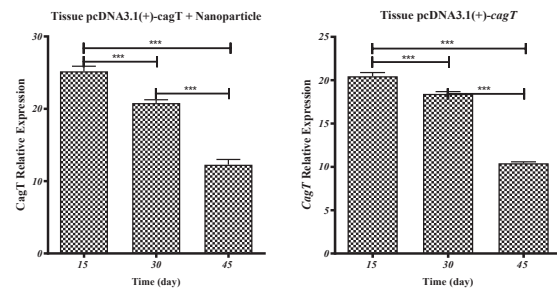 Tissue pcDNA3.1(+)-cagT + Nanoparticle
CagT Relative Expression
30
20
10
0
***
***
***
15 30 45
Time (day)
Tissue pcDNA3.1(+)-cagT
CagT Relative Expression
25
20
15
10
5
0
***
***
***
15 30 45
Time (day)